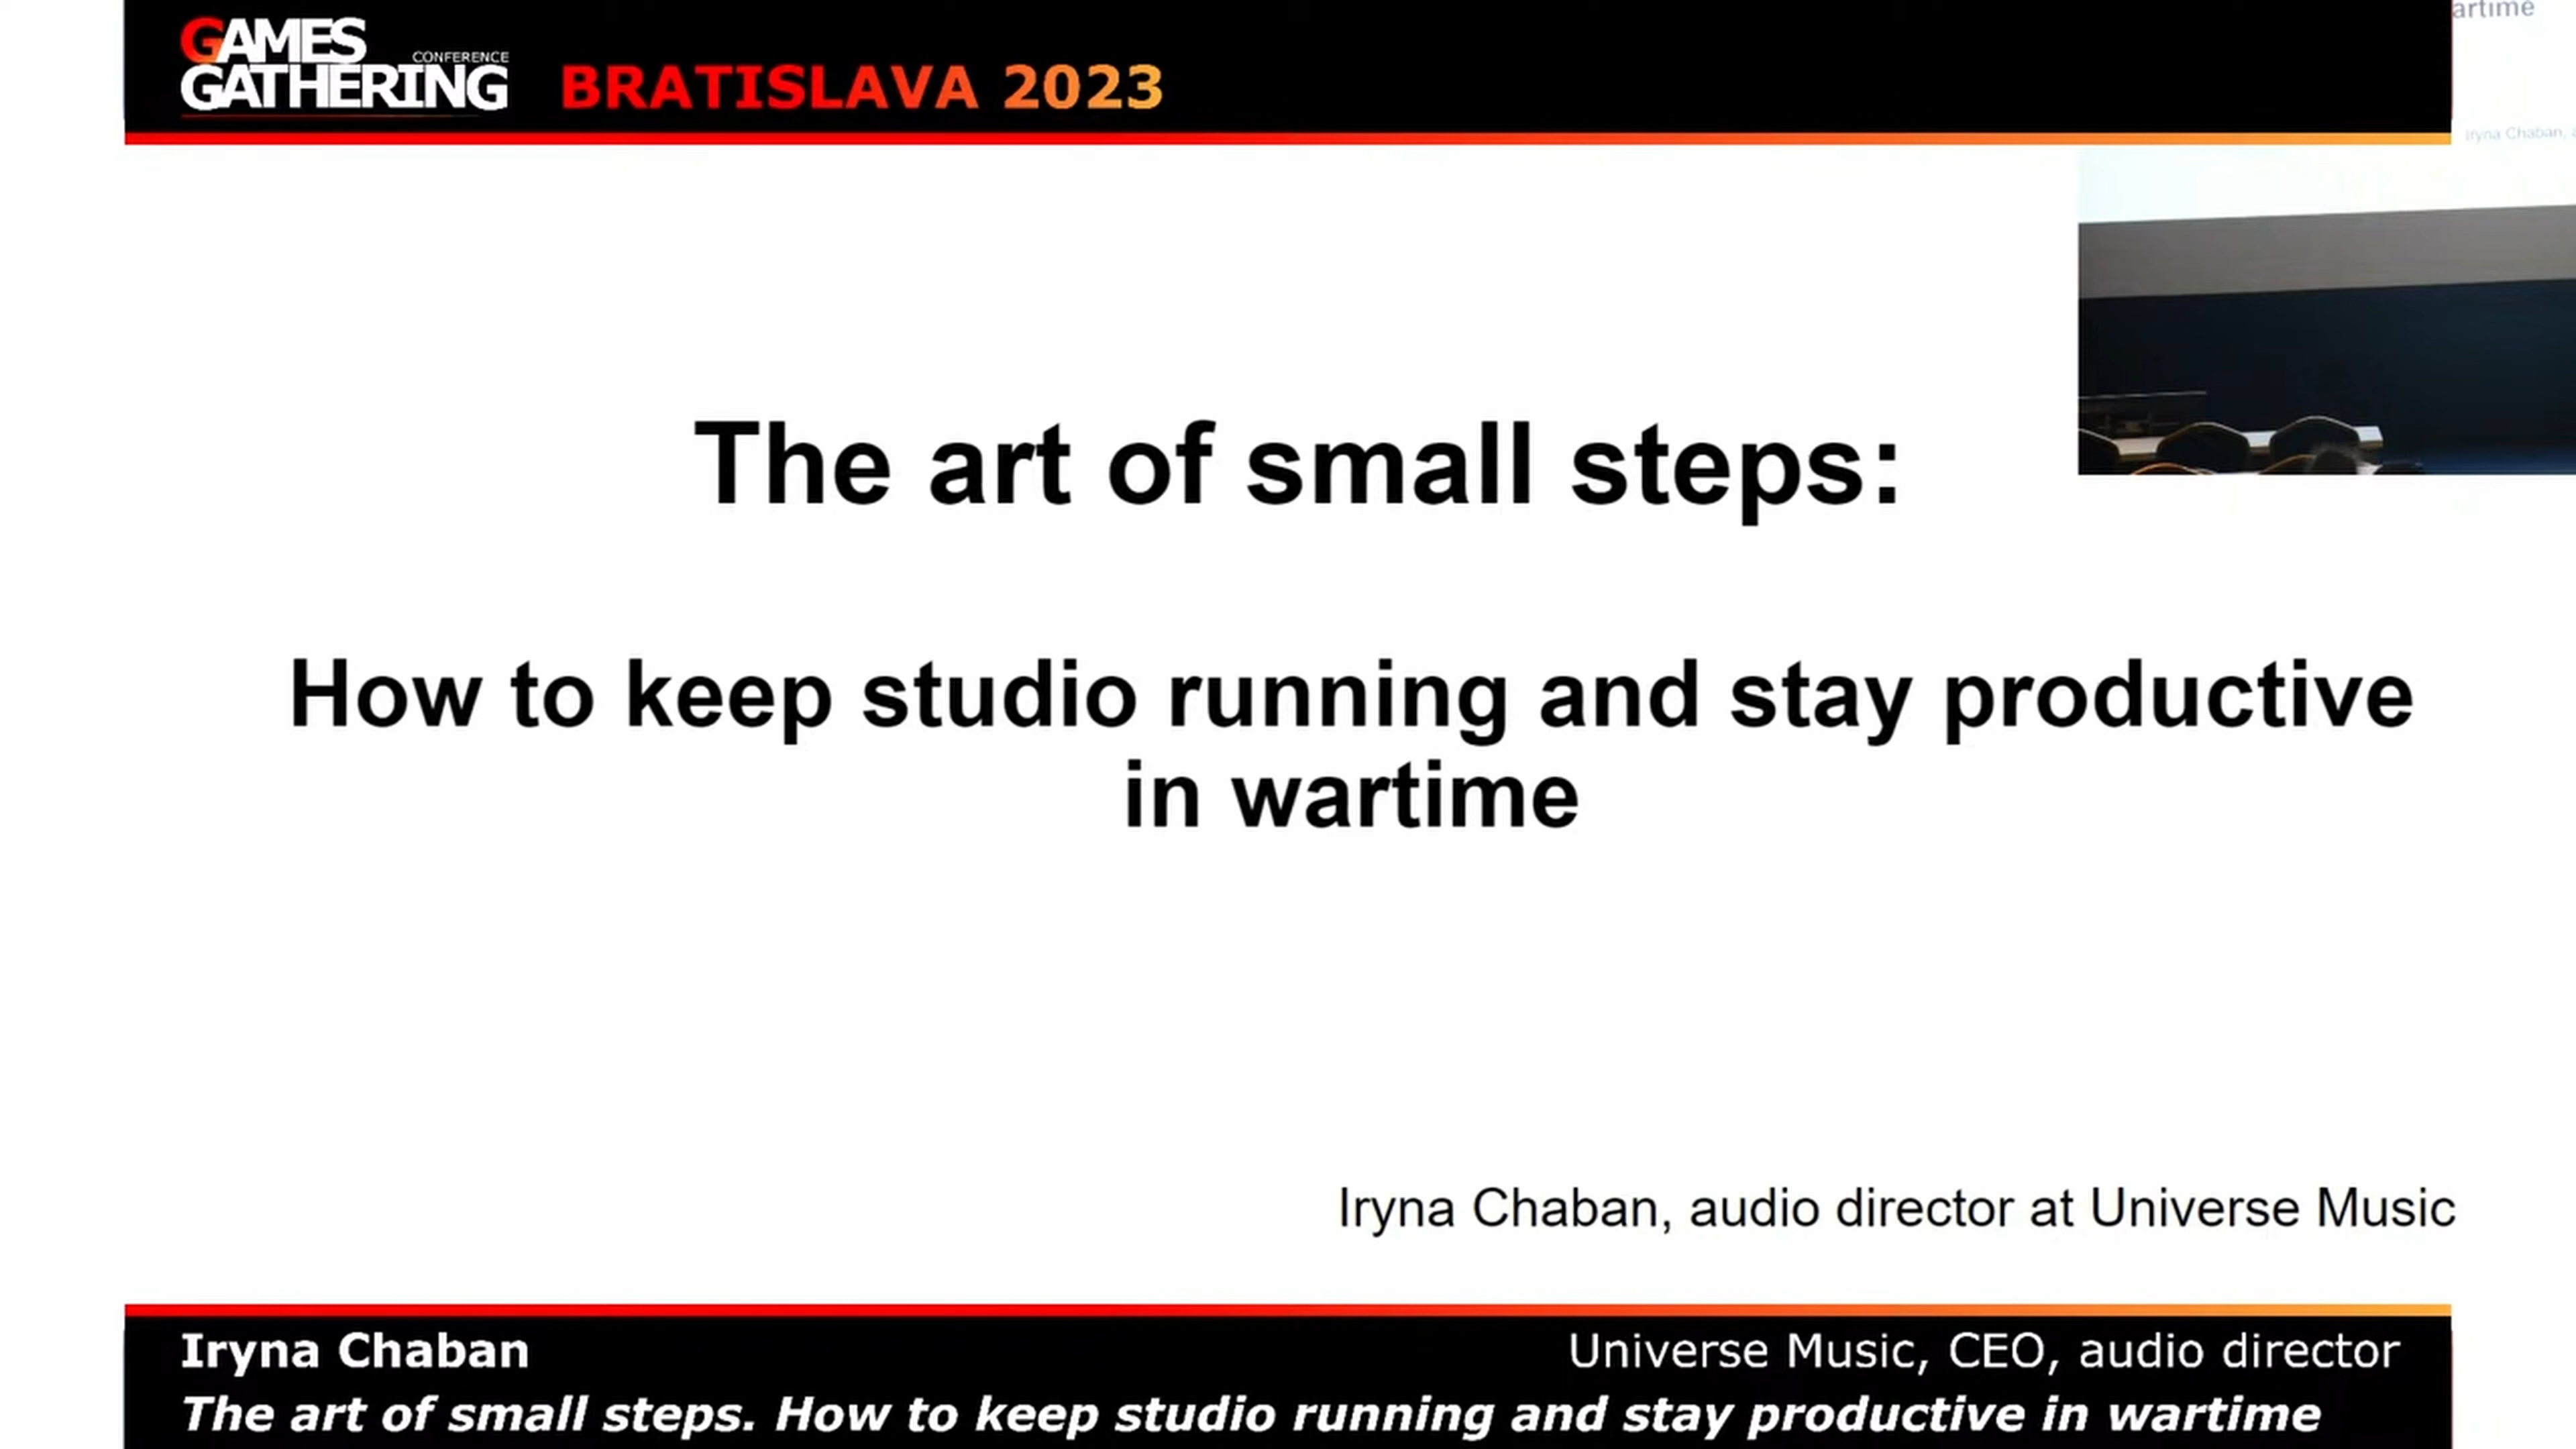 GAMES
CONFERENCE
GATHERING
BRATISLAVA 2023
Iryna Chaban,
The art of small steps:
How to keep studio running and stay productive
in wartime
Iryna Chaban, audio director at Universe Music
Iryna Chaban
Universe Music, CEO, audio director
The art of small steps. How to keep studio running and stay productive in wartime